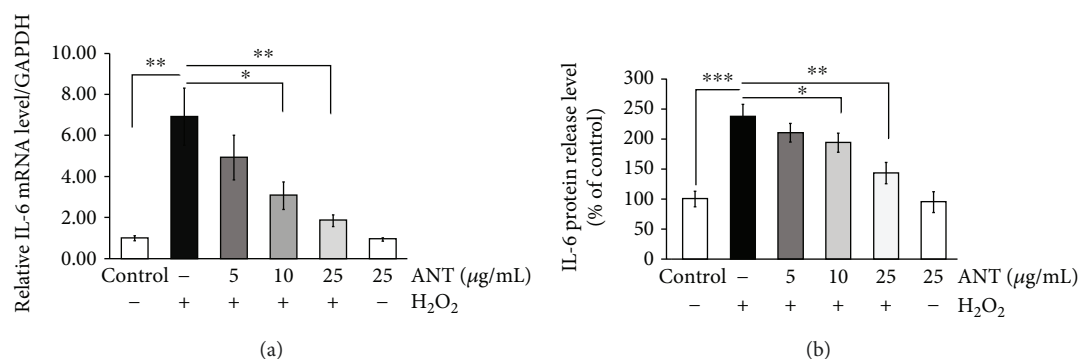 Relative IL-6 mRNA level/GAPDH
10.00
8.00
6.00
4.00
2.00
0.00
**
**
*
Control – 5 10 25 25 ANT (μg/mL)
– + + + + – H₂O₂
(a)
IL-6 protein release level
(% of control)
300
250
200
150
100
50
0
***
**
*
Control – 5 10 25 25 ANT (μg/mL)
– + + + + – H₂O₂
(b)